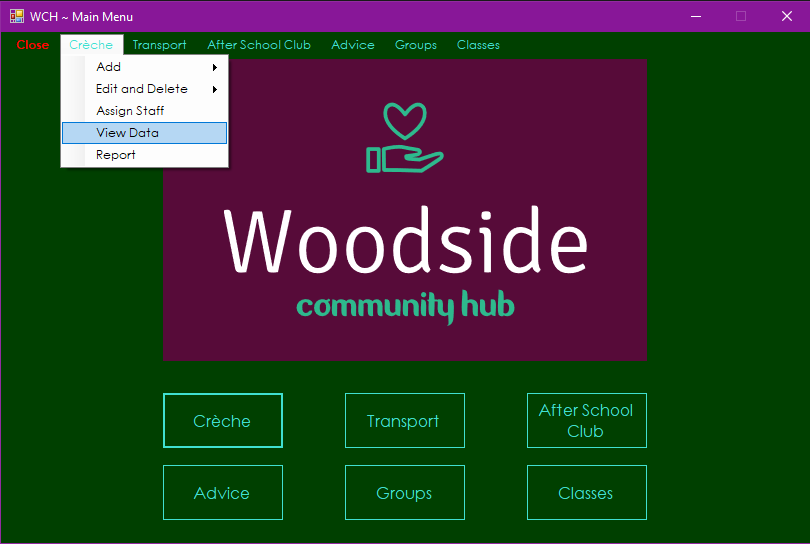 WCH ~ Main Menu
Close Crèche Transport After School Club Advice Groups Classes
Add
Edit and Delete
Assign Staff
View Data
Report
Woodside
community hub
Crèche Transport After School Club
Advice Groups Classes